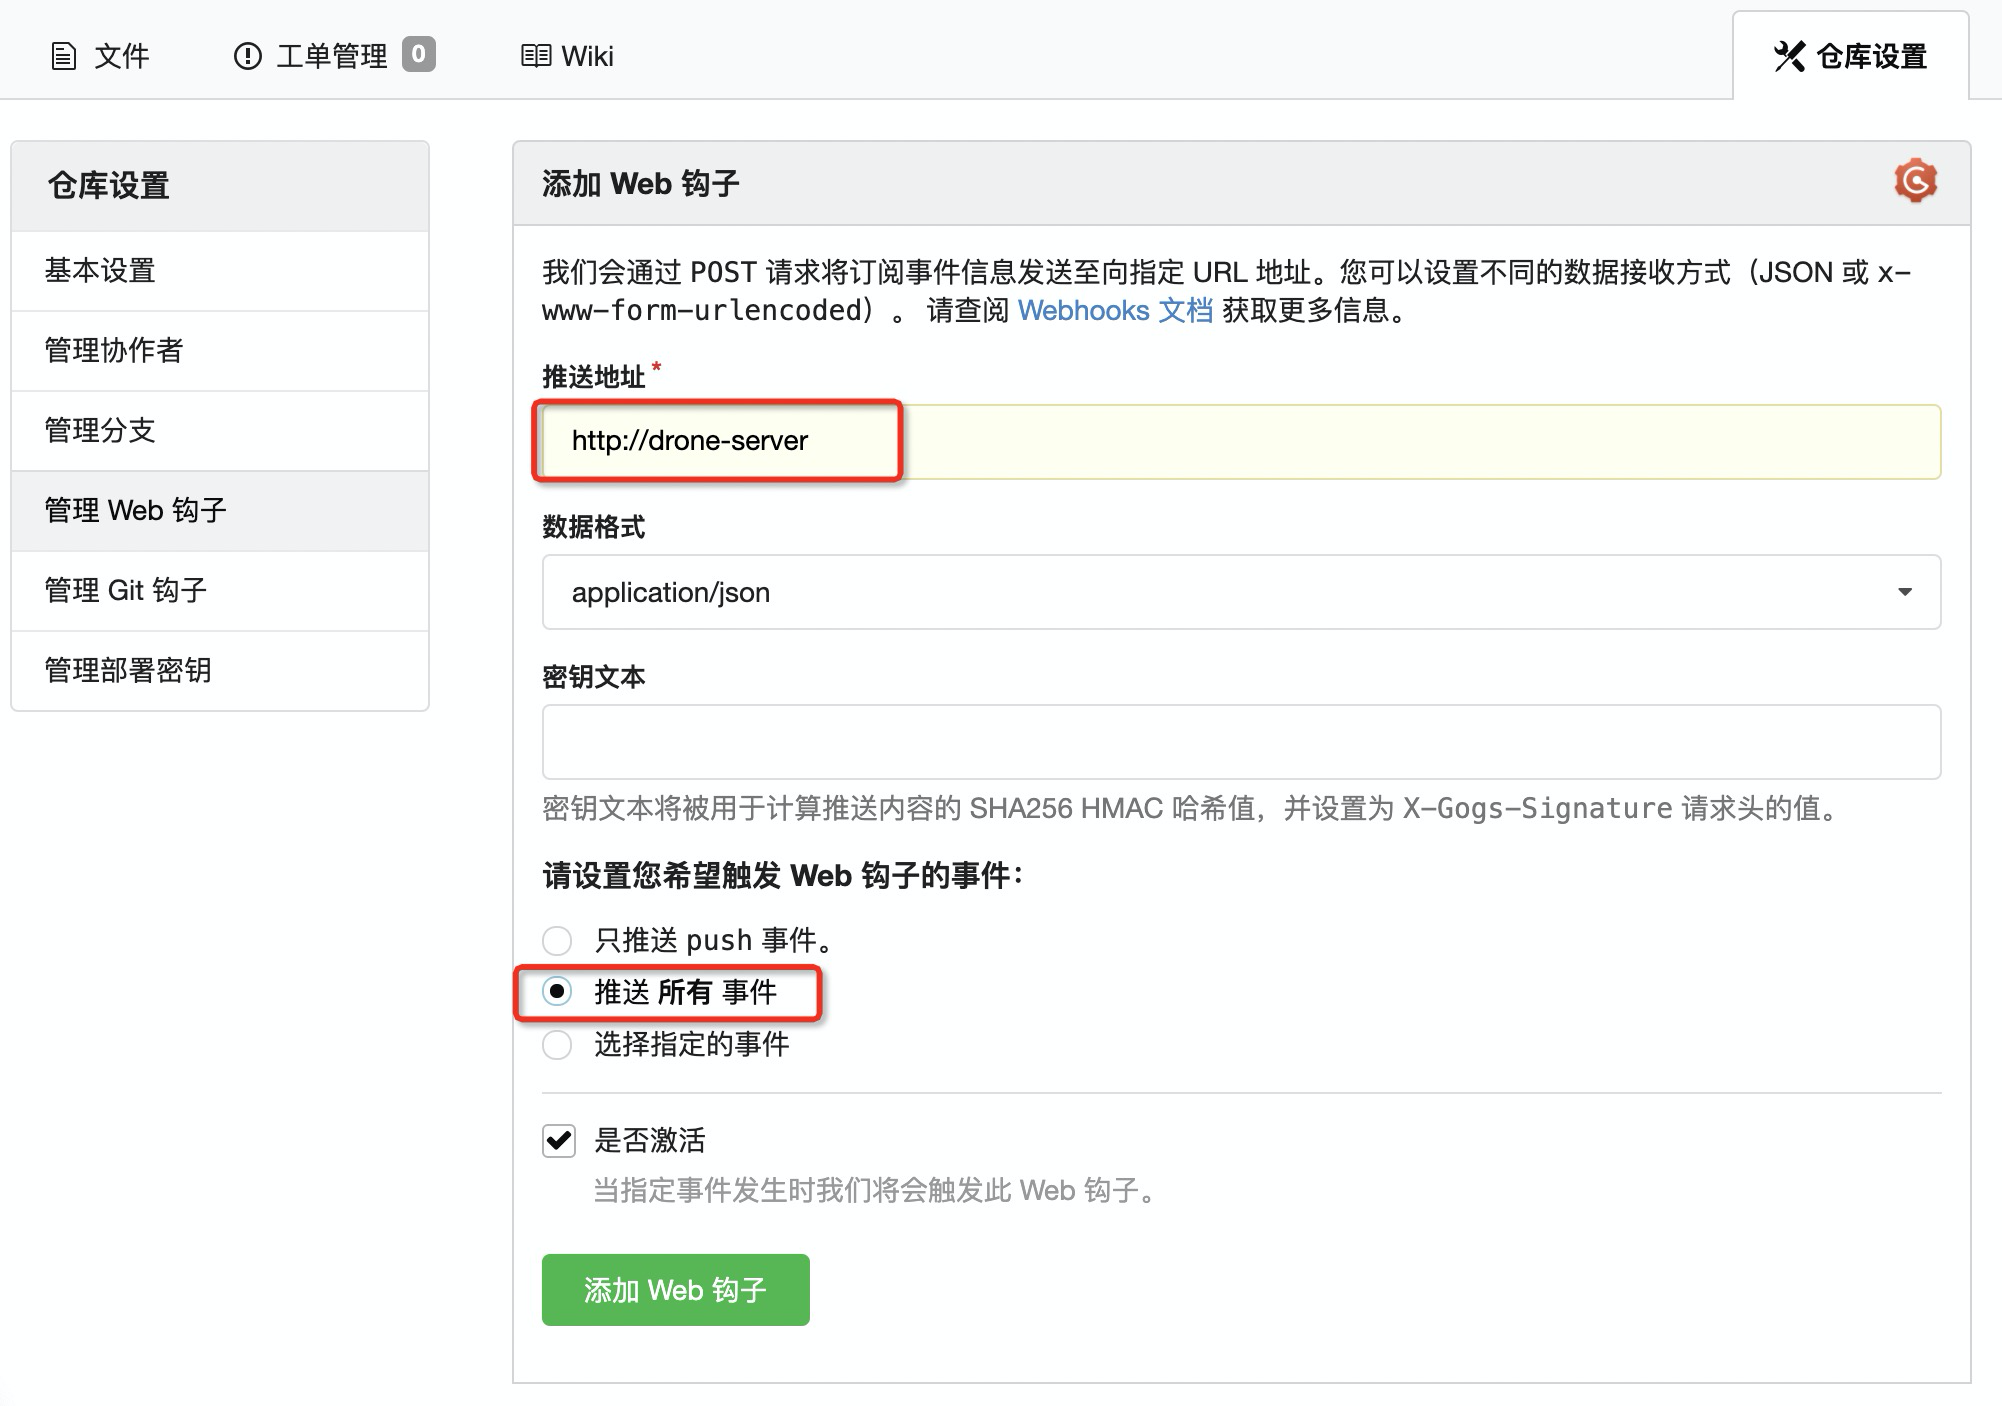 文件
工单管理 0
Wiki
仓库设置
仓库设置
基本设置
管理协作者
管理分支
管理 Web 钩子
管理 Git 钩子
管理部署密钥
添加 Web 钩子
我们会通过 POST 请求将订阅事件信息发送至向指定 URL 地址。您可以设置不同的数据接收方式（JSON 或 x-
www-form-urlencoded）。 请查阅 Webhooks 文档 获取更多信息。
推送地址 *
http://drone-server
数据格式
application/json
密钥文本
密钥文本将被用于计算推送内容的 SHA256 HMAC 哈希值，并设置为 X-Gogs-Signature 请求头的值。
请设置您希望触发 Web 钩子的事件：
只推送 push 事件。
推送 所有 事件
选择指定的事件
是否激活
当指定事件发生时我们将会触发此 Web 钩子。
添加 Web 钩子